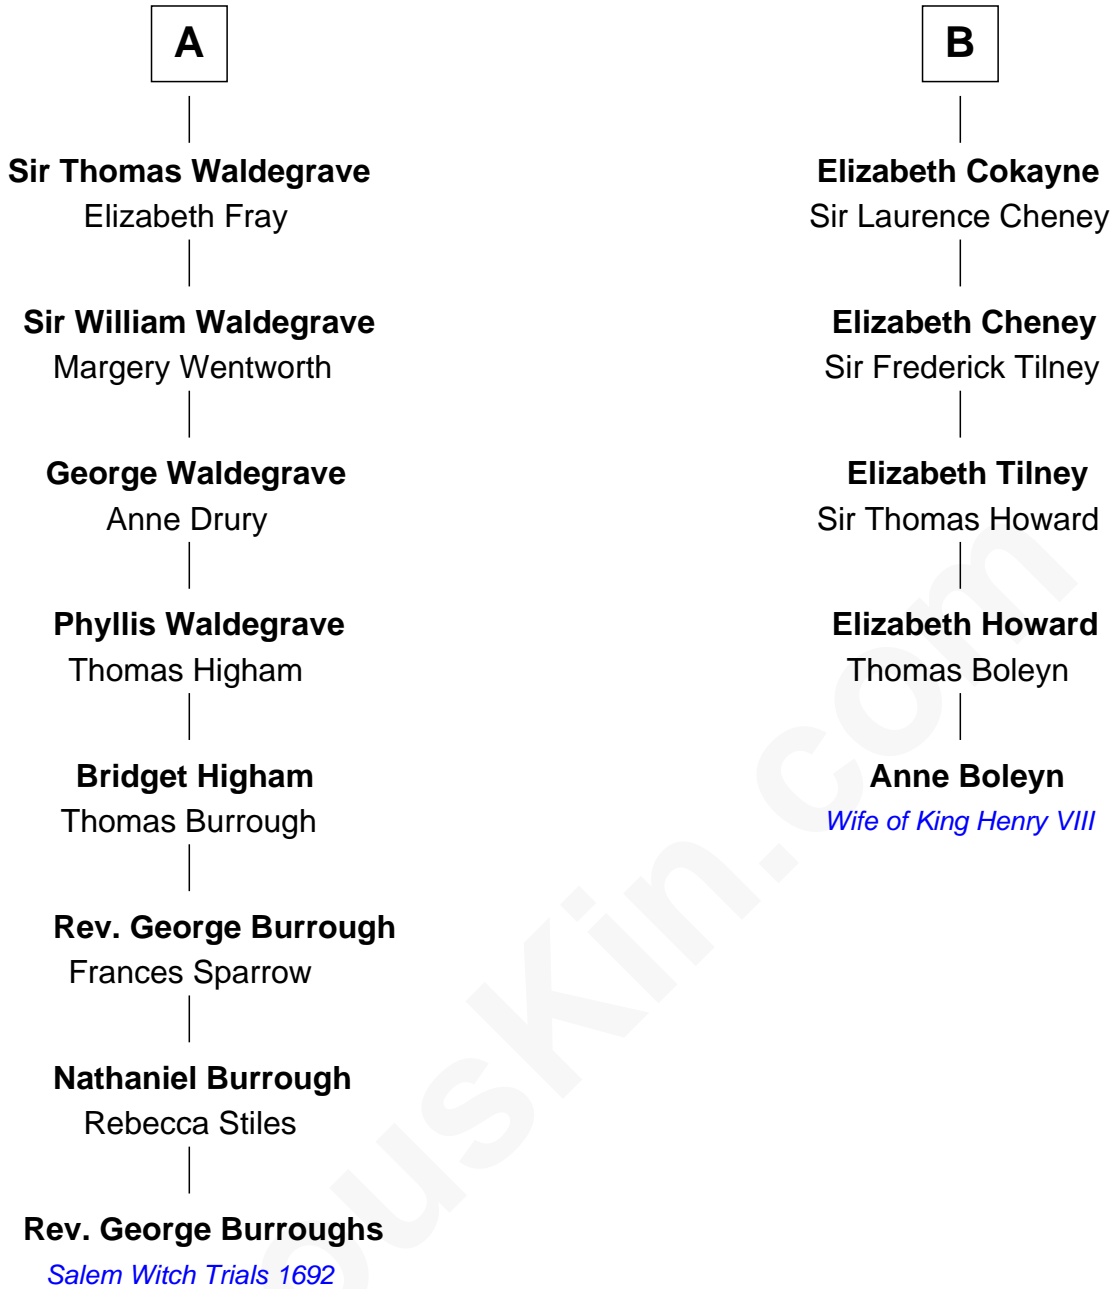 A
Sir Thomas Waldegrave
Elizabeth Fray
Sir William Waldegrave
Margery Wentworth
George Waldegrave
Anne Drury
Phyllis Waldegrave
Thomas Higham
Bridget Higham
Thomas Burrough
Rev. George Burrough
Frances Sparrow
Nathaniel Burrough
Rebecca Stiles
Rev. George Burroughs
Salem Witch Trials 1692
B
Elizabeth Cokayne
Sir Laurence Cheney
Elizabeth Cheney
Sir Frederick Tilney
Elizabeth Tilney
Sir Thomas Howard
Elizabeth Howard
Thomas Boleyn
Anne Boleyn
Wife of King Henry VIII
ousKin.com